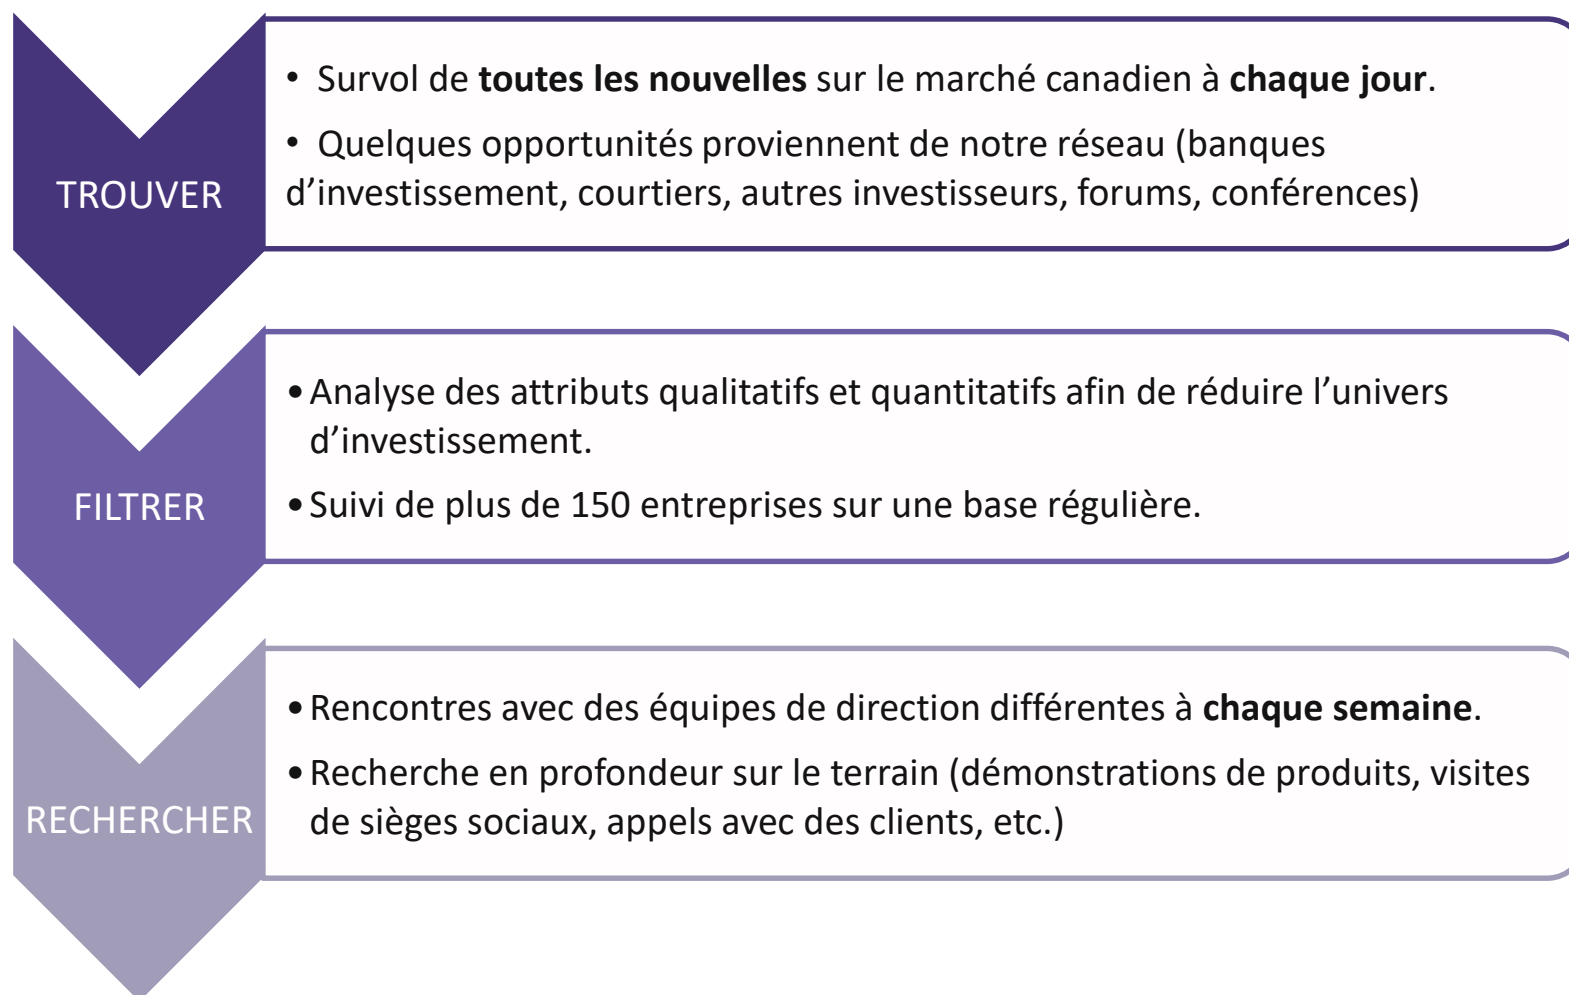 TROUVER
• Survol de toutes les nouvelles sur le marché canadien à chaque jour.
• Quelques opportunités proviennent de notre réseau (banques
d’investissement, courtiers, autres investisseurs, forums, conférences)
FILTRER
• Analyse des attributs qualitatifs et quantitatifs afin de réduire l’univers
d’investissement.
• Suivi de plus de 150 entreprises sur une base régulière.
RECHERCHER
• Rencontres avec des équipes de direction différentes à chaque semaine.
• Recherche en profondeur sur le terrain (démonstrations de produits, visites
de sièges sociaux, appels avec des clients, etc.)